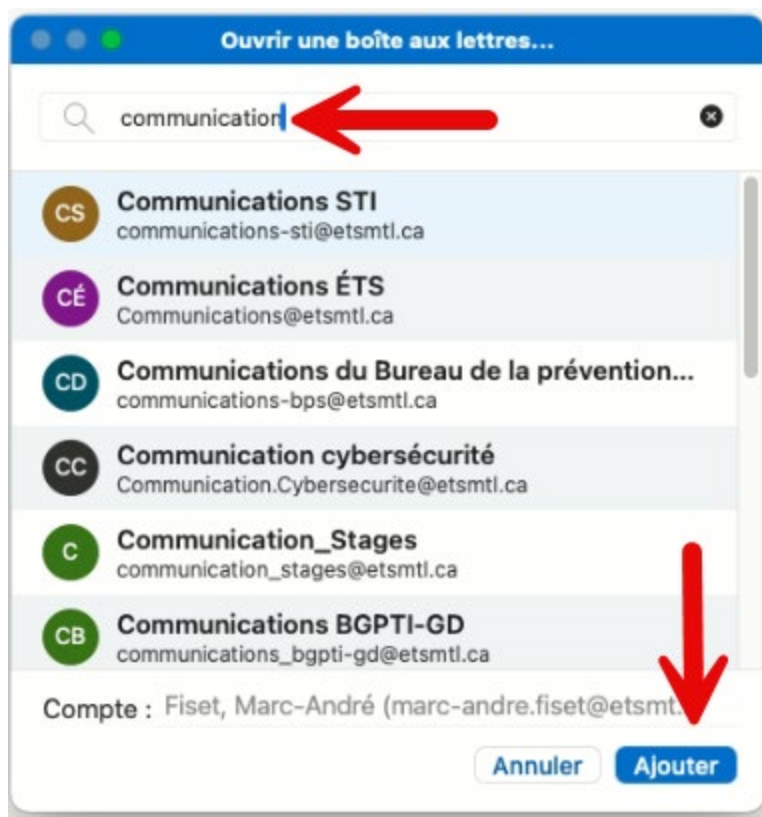 Ouvrir une boîte aux lettres...
communication
CS
Communications STI
communications-sti@etsmtl.ca
CÉ
Communications ÉTS
Communications@etsmtl.ca
CD
Communications du Bureau de la prévention...
communications-bps@etsmtl.ca
CC
Communication cybersécurité
Communication.Cybersecurite@etsmtl.ca
C
Communication_Stages
communication_stages@etsmtl.ca
CB
Communications BGPTI-GD
communications_bgpti-gd@etsmtl.ca
Compte : Fiset, Marc-André (marc-andre.fiset@etsmt...
Annuler Ajouter